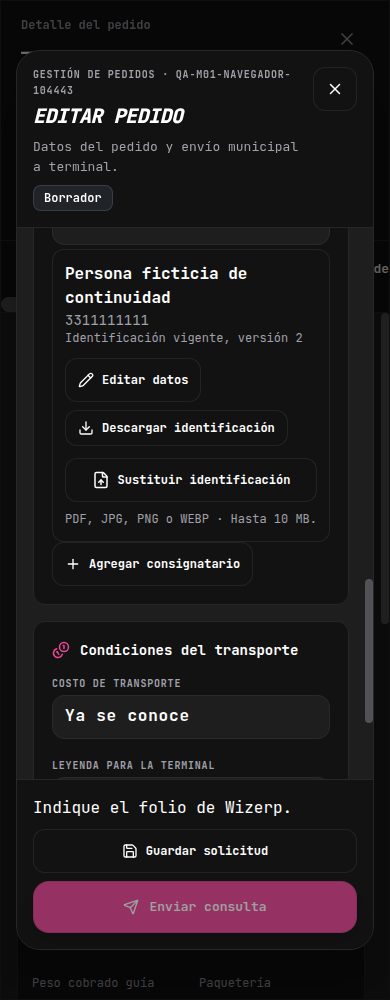 Detalle del pedido
GESTIÓN DE PEDIDOS · QA-M01-NAVEGADOR-
104443
EDITAR PEDIDO
Datos del pedido y envío municipal
a terminal.
Borrador
de
Persona ficticia de
continuidad
3311111111
Identificación vigente, versión 2
Editar datos
Descargar identificación
Sustituir identificación
PDF, JPG, PNG o WEBP · Hasta 10 MB.
Agregar consignatario
Condiciones del transporte
COSTO DE TRANSPORTE
Ya se conoce
LEYENDA PARA LA TERMINAL
Indique el folio de Wizerp.
Guardar solicitud
Enviar consulta
Peso cobrado guía Paquetería